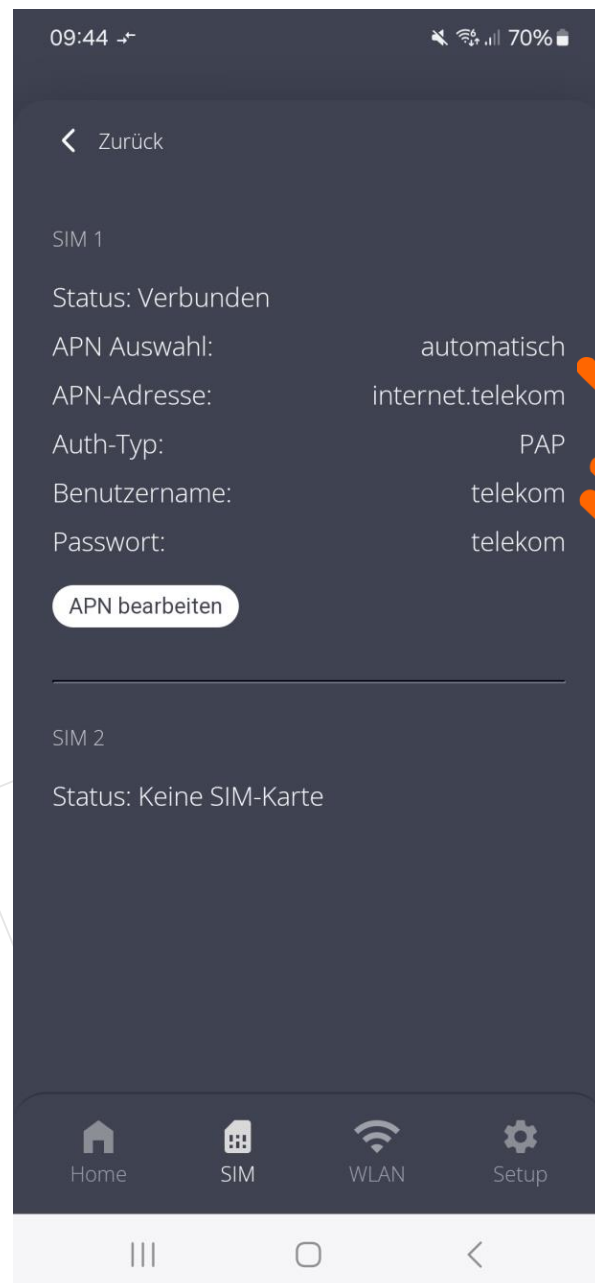 09:44
70%
Zurück
SIM 1
Status: Verbunden
APN Auswahl: automatisch
APN-Adresse: internet.telekom
Auth-Typ: PAP
Benutzername: telekom
Passwort: telekom
APN bearbeiten
SIM 2
Status: Keine SIM-Karte
Home SIM WLAN Setup